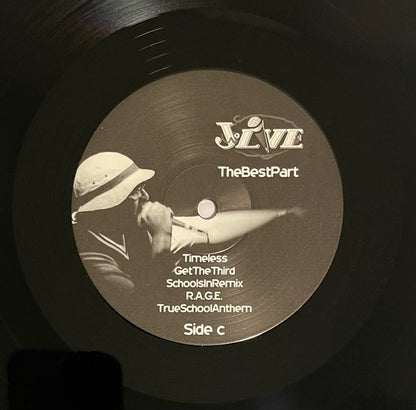 J-LIVE
TheBestPart
Timeless
GetTheThird
SchoolsInRemix
R.A.G.E.
TrueSchoolAnthem
Side c